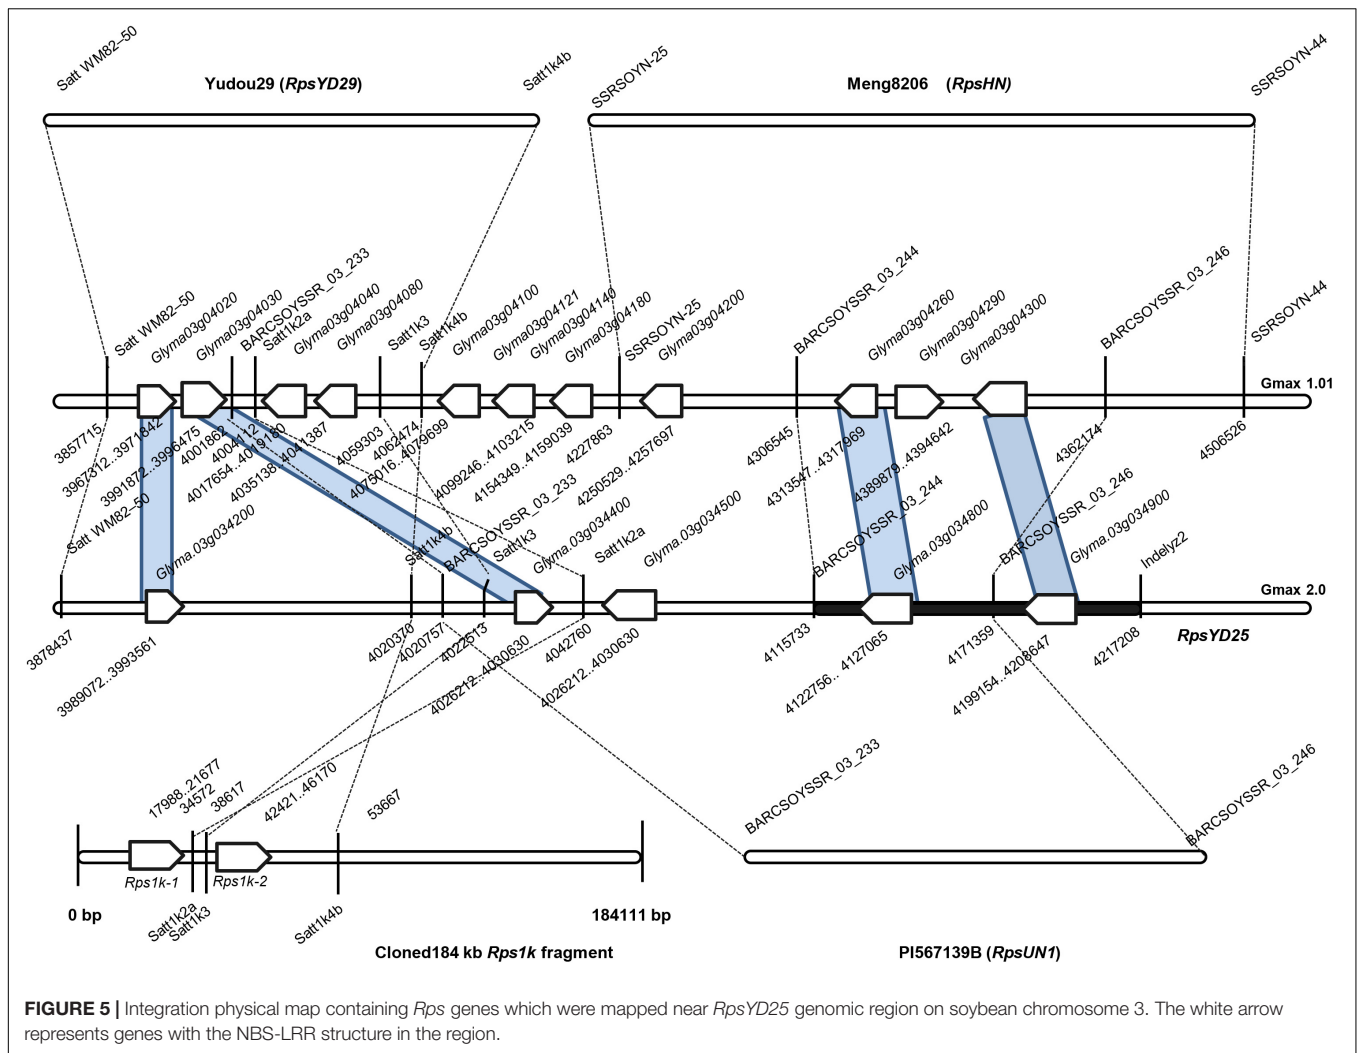 Satt WM82–50
Yudou29 (RpsYD29)
Satt1k4b
SSRSOYN-25
Meng8206 (RpsHN)
SSRSOYN-44
Satt WM82–50
Glyma03g04020
Glyma03g04030
BARCSOYSSR_03_233
Satt1k2a
Glyma03g04040
Glyma03g04080
Satt1k3
Satt1k4b
Glyma03g04100
Glyma03g04121
Glyma03g04140
Glyma03g04180
SSRSOYN-25
Glyma03g04200
BARCSOYSSR_03_244
Glyma03g04260
Glyma03g04290
Glyma03g04300
BARCSOYSSR_03_246
SSRSOYN-44
Gmax 1.01
3857715
3967312..3971842
3991872..3996475
4001862
4017654..4019180
4035138..4041387
4059303
4062474
4075016..4079699
4099246..4103215
4154349..4159039
4227863
4250529..4257697
4306545
4313547..4317969
4389879..4394642
4362174
4506526
Satt WM82–50
Glyma.03g034200
Satt1k4b
BARCSOYSSR_03_233
Satt1k3
Glyma.03g034400
Satt1k2a
Glyma.03g034500
BARCSOYSSR_03_244
Glyma.03g034800
BARCSOYSSR_03_246
Glyma.03g034900
Indelyz2
Gmax 2.0
RpsYD25
3878437
3989072..3993561
4020370
4020757
4022513
4026212..4030630
4042760
4026212..4030630
4115733
4122756.. 4127065
4171359
4199154..4208647
4217208
17988..21677
34572
38617
42421..46170
53667
BARCSOYSSR_03_233
BARCSOYSSR_03_246
Rps1k-1
Rps1k-2
Satt1k2a
Satt1k3
Satt1k4b
0 bp
184111 bp
Cloned184 kb Rps1k fragment
PI567139B (RpsUN1)
FIGURE 5 | Integration physical map containing Rps genes which were mapped near RpsYD25 genomic region on soybean chromosome 3. The white arrow
represents genes with the NBS-LRR structure in the region.